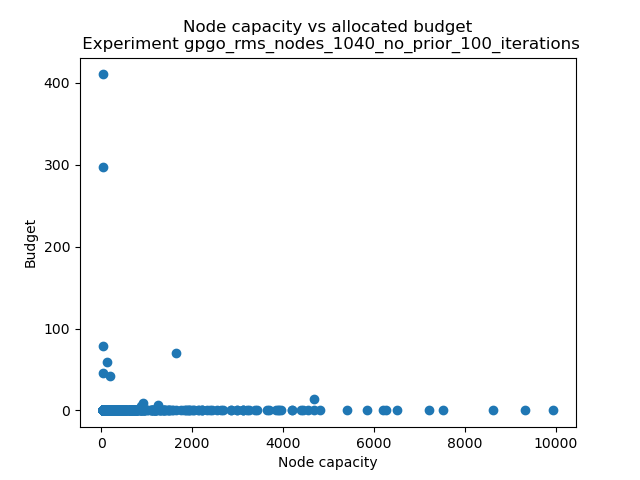 Node capacity vs allocated budget
Experiment gpgo_rms_nodes_1040_no_prior_100_iterations
400
300
200
100
0
Budget
0 2000 4000 6000 8000 10000
Node capacity